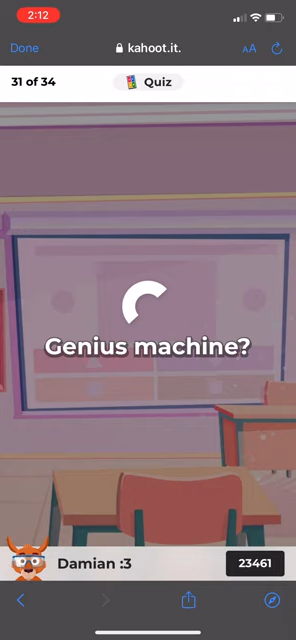 2:12
Done
kahoot.it.
AA
31 of 34
Quiz
Genius machine?
Damian :3
23461